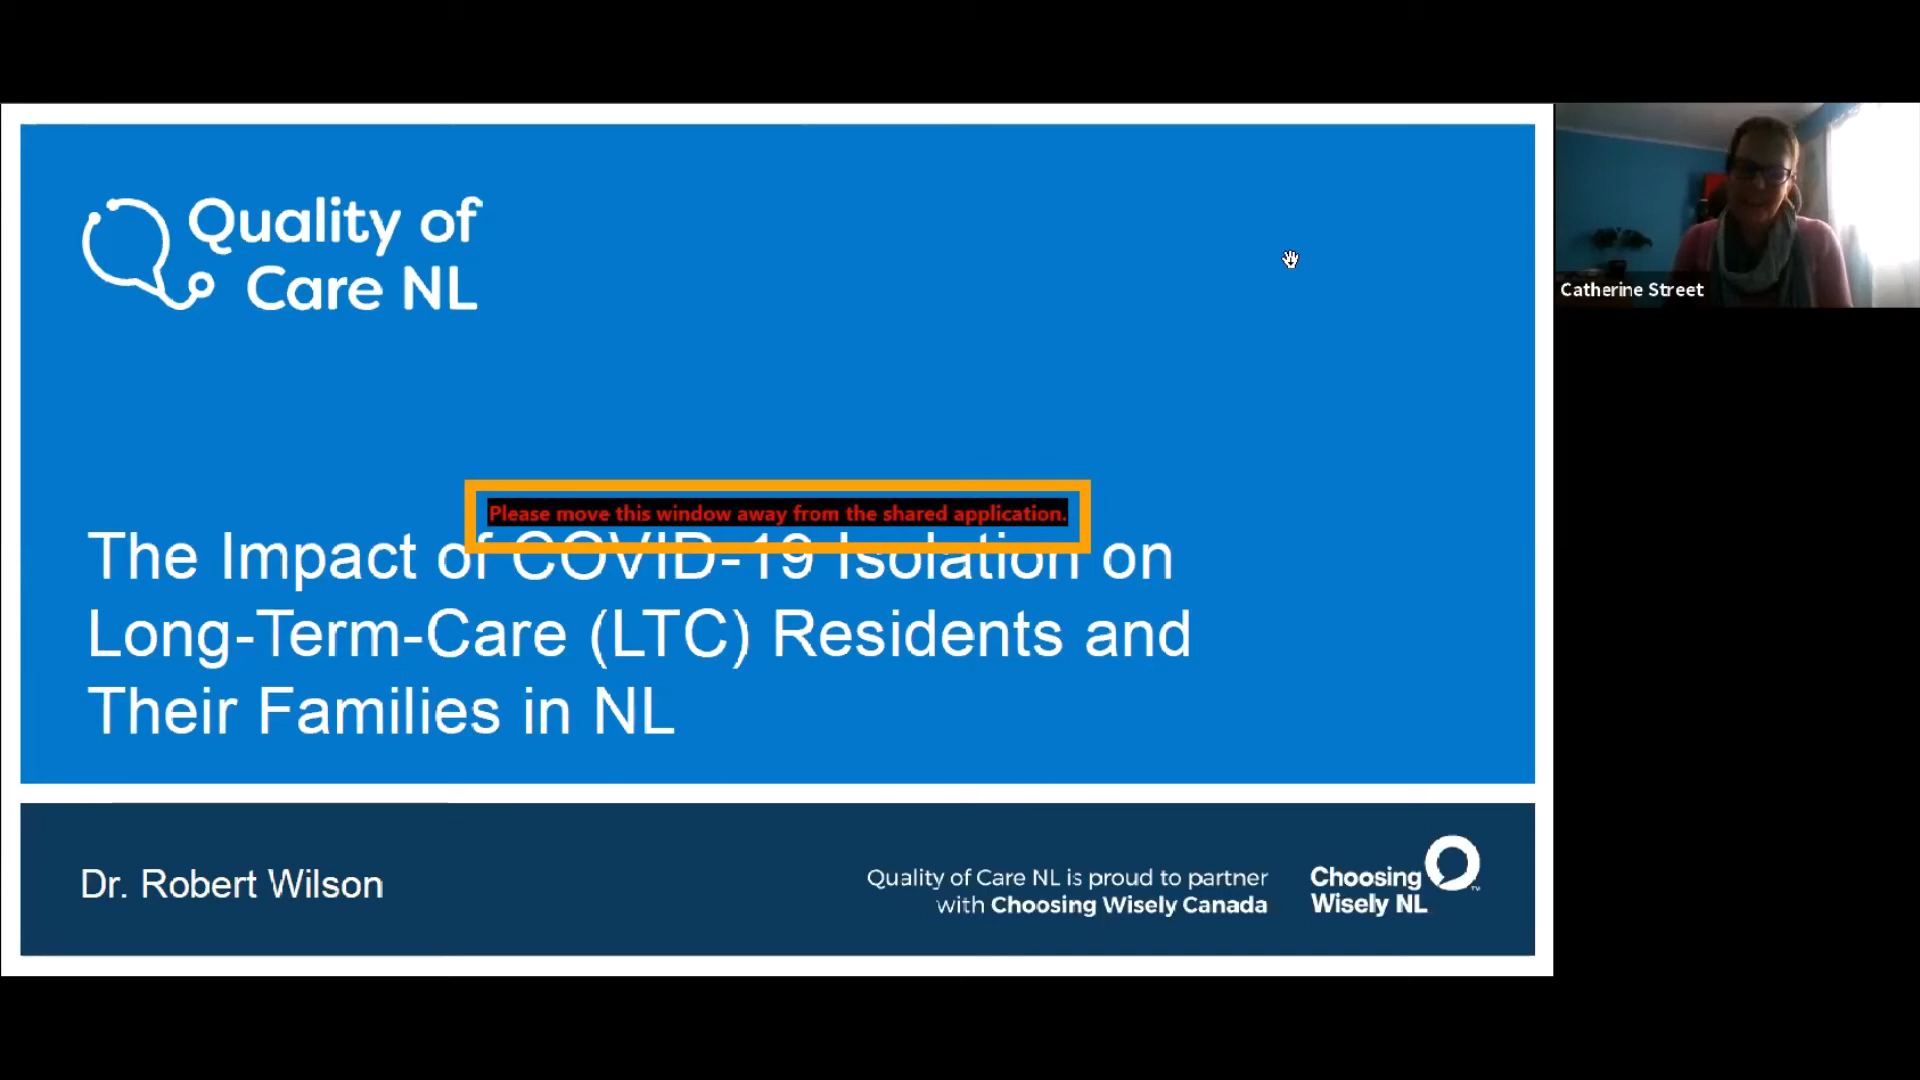 Quality of
Care NL
Catherine Street
Please move this window away from the shared application.
The Impact of COVID-19 Isolation on
Long-Term-Care (LTC) Residents and
Their Families in NL
Dr. Robert Wilson
Quality of Care NL is proud to partner
with Choosing Wisely Canada
Choosing
Wisely NL
TM